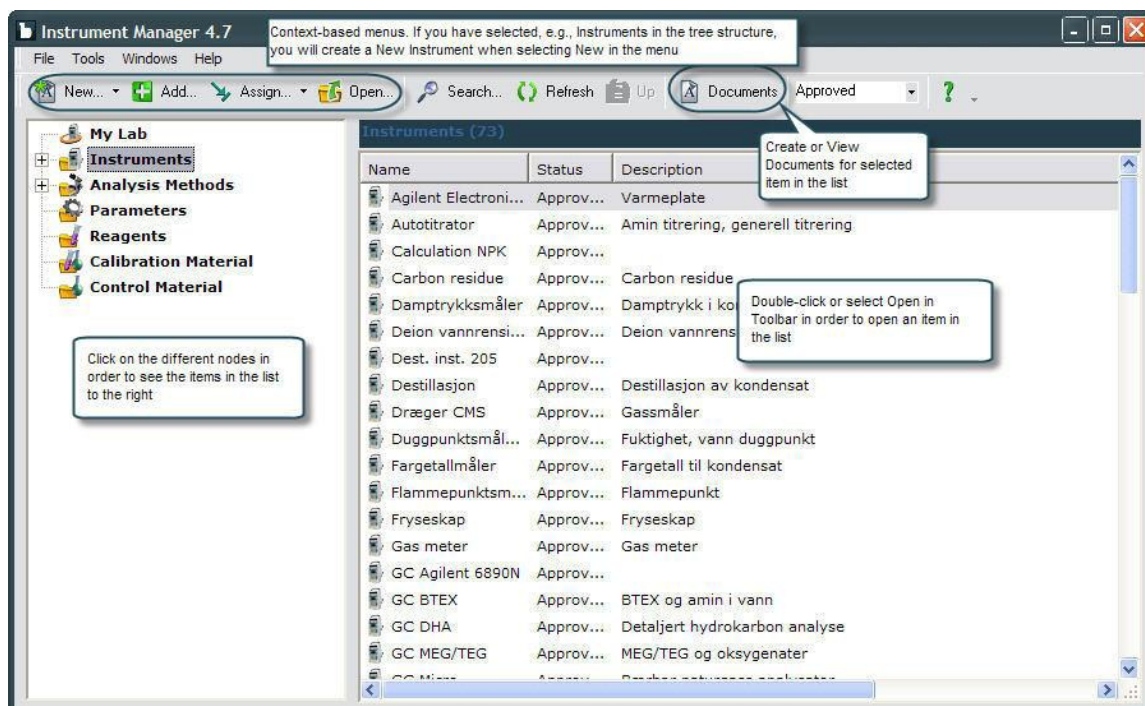 Instrument Manager 4.7
Context-based menus. If you have selected, e.g., Instruments in the tree structure,
you will create a New Instrument when selecting New in the menu
File Tools Windows Help
New... Add... Assign... Open... Search... Refresh Up Documents Approved ?
My Lab
Instruments
Analysis Methods
Parameters
Reagents
Calibration Material
Control Material
Click on the different nodes in
order to see the items in the list
to the right
Instruments (73)
Create or View
Documents for selected
item in the list
Name Status Description
Agilent Electroni... Approv... Varmeplate
Autotitrator Approv... Amin titrering, generell titrering
Calculation NPK Approv...
Carbon residue Approv... Carbon residue
Damptrykksmåler Approv... Damptrykk i
Deion vannrensi... Approv... Deion
Double-click or select Open in
Toolbar in order to open an item in
the list
Dest. inst. 205 Approv...
Destillasjon Approv... Destillasjon av kondensat
Dræger CMS Approv... Gassmåler
Duggpunktsmål... Approv... Fuktighet, vann duggpunkt
Fargetallmåler Approv... Fargetall til kondensat
Flammepunktsm... Approv... Flammepunkt
Fryseskap Approv... Fryseskap
Gas meter Approv... Gas meter
GC Agilent 6890N Approv...
GC BTEX Approv... BTEX og amin i vann
GC DHA Approv... Detaljert hydrokarbon analyse
GC MEG/TEG Approv... MEG/TEG og oksygenater